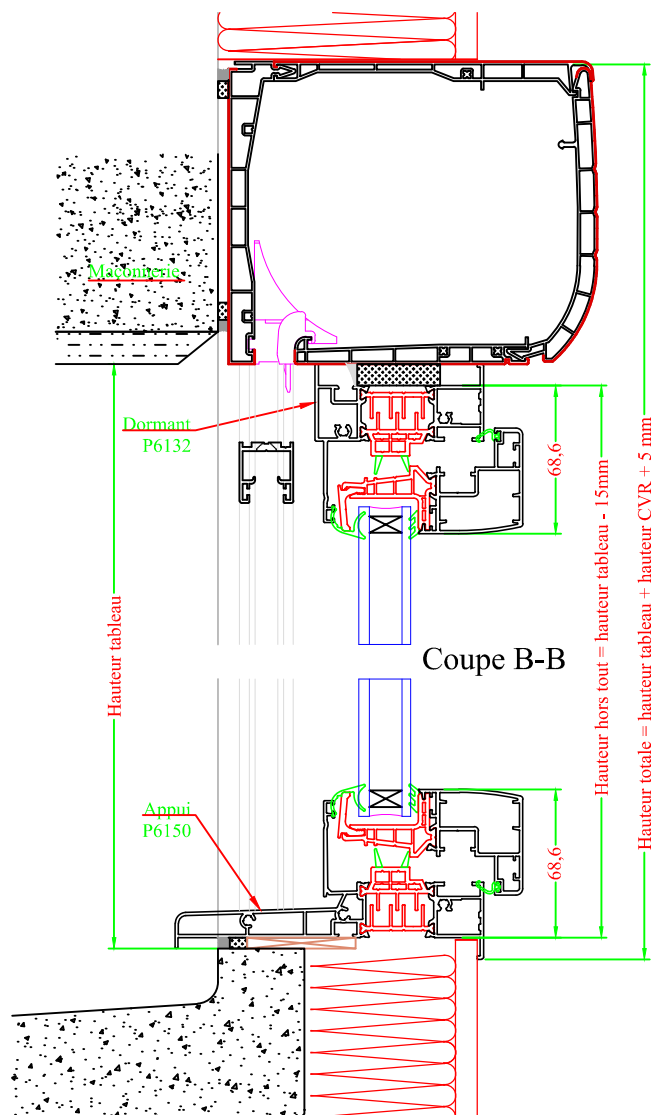 Maçonnerie
Dormant
P6132
68,6
Hauteur tableau
Coupe B-B
Hauteur hors tout = hauteur tableau - 15mm
Hauteur totale = hauteur tableau + hauteur CVR + 5 mm
Appui
P6150
68,6